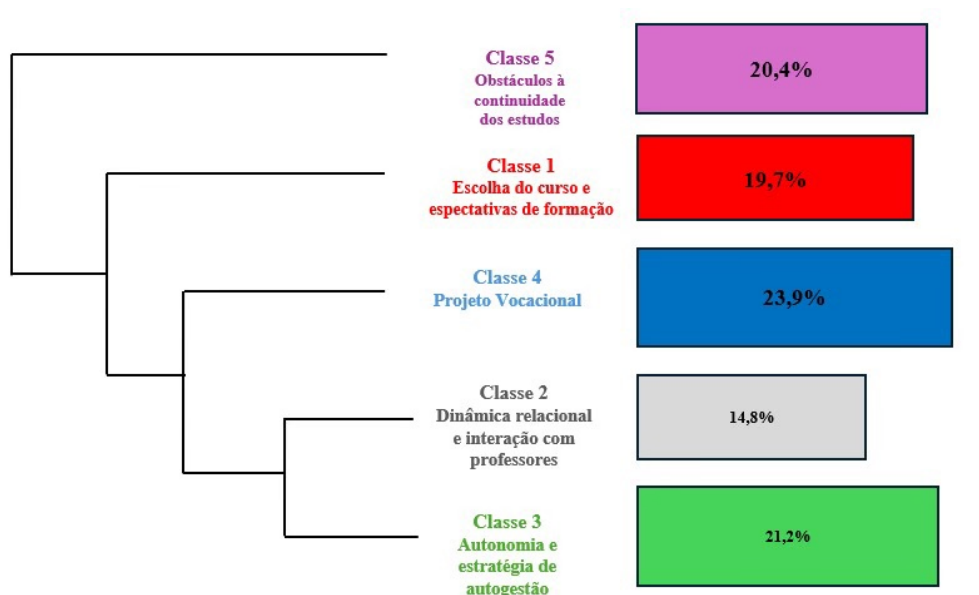 Classe 5
Obstáculos à
continuidade
dos estudos
20,4%
Classe 1
Escolha do curso e
espectativas de formação
19,7%
Classe 4
Projeto Vocacional
23,9%
Classe 2
Dinâmica relacional
e interação com
professores
14,8%
Classe 3
Autonomia e
estratégia de
autogestão
21,2%